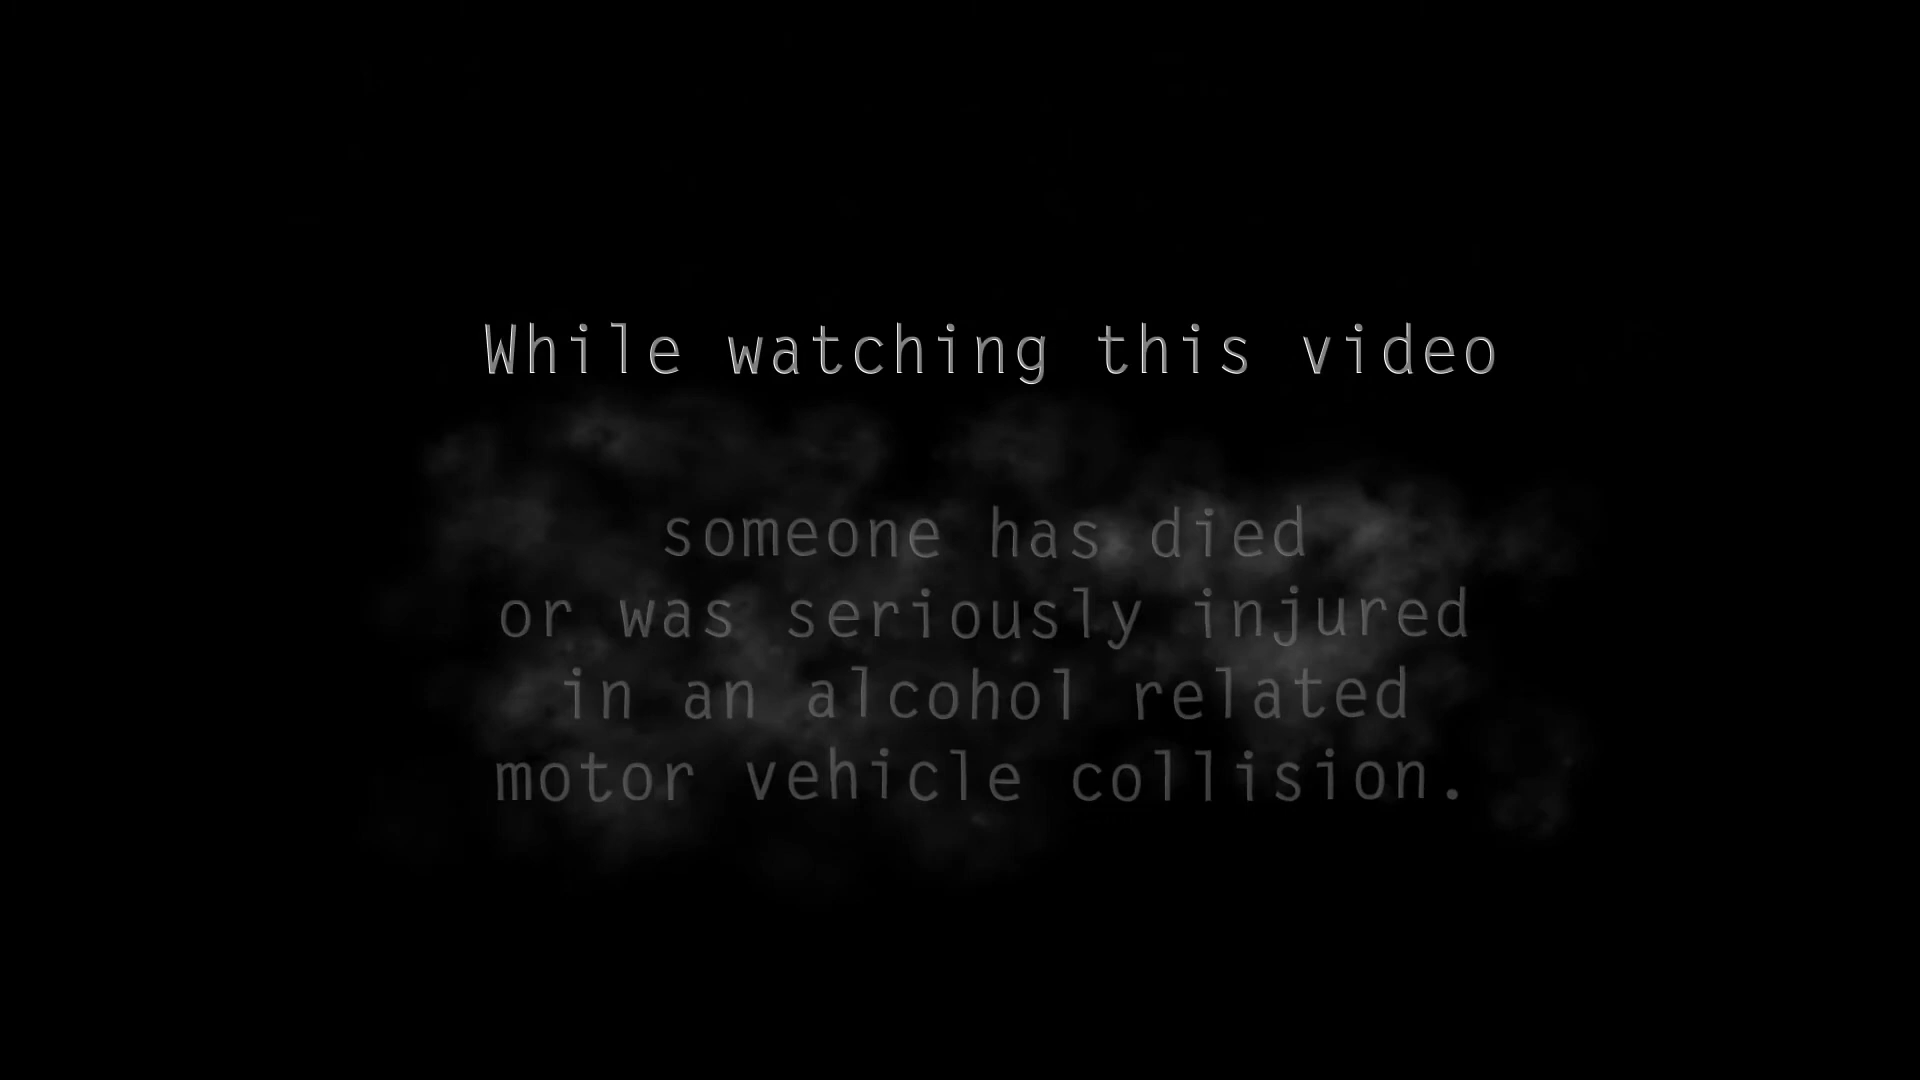 While watching this video
someone has died
or was seriously injured
in an alcohol related
motor vehicle collision.